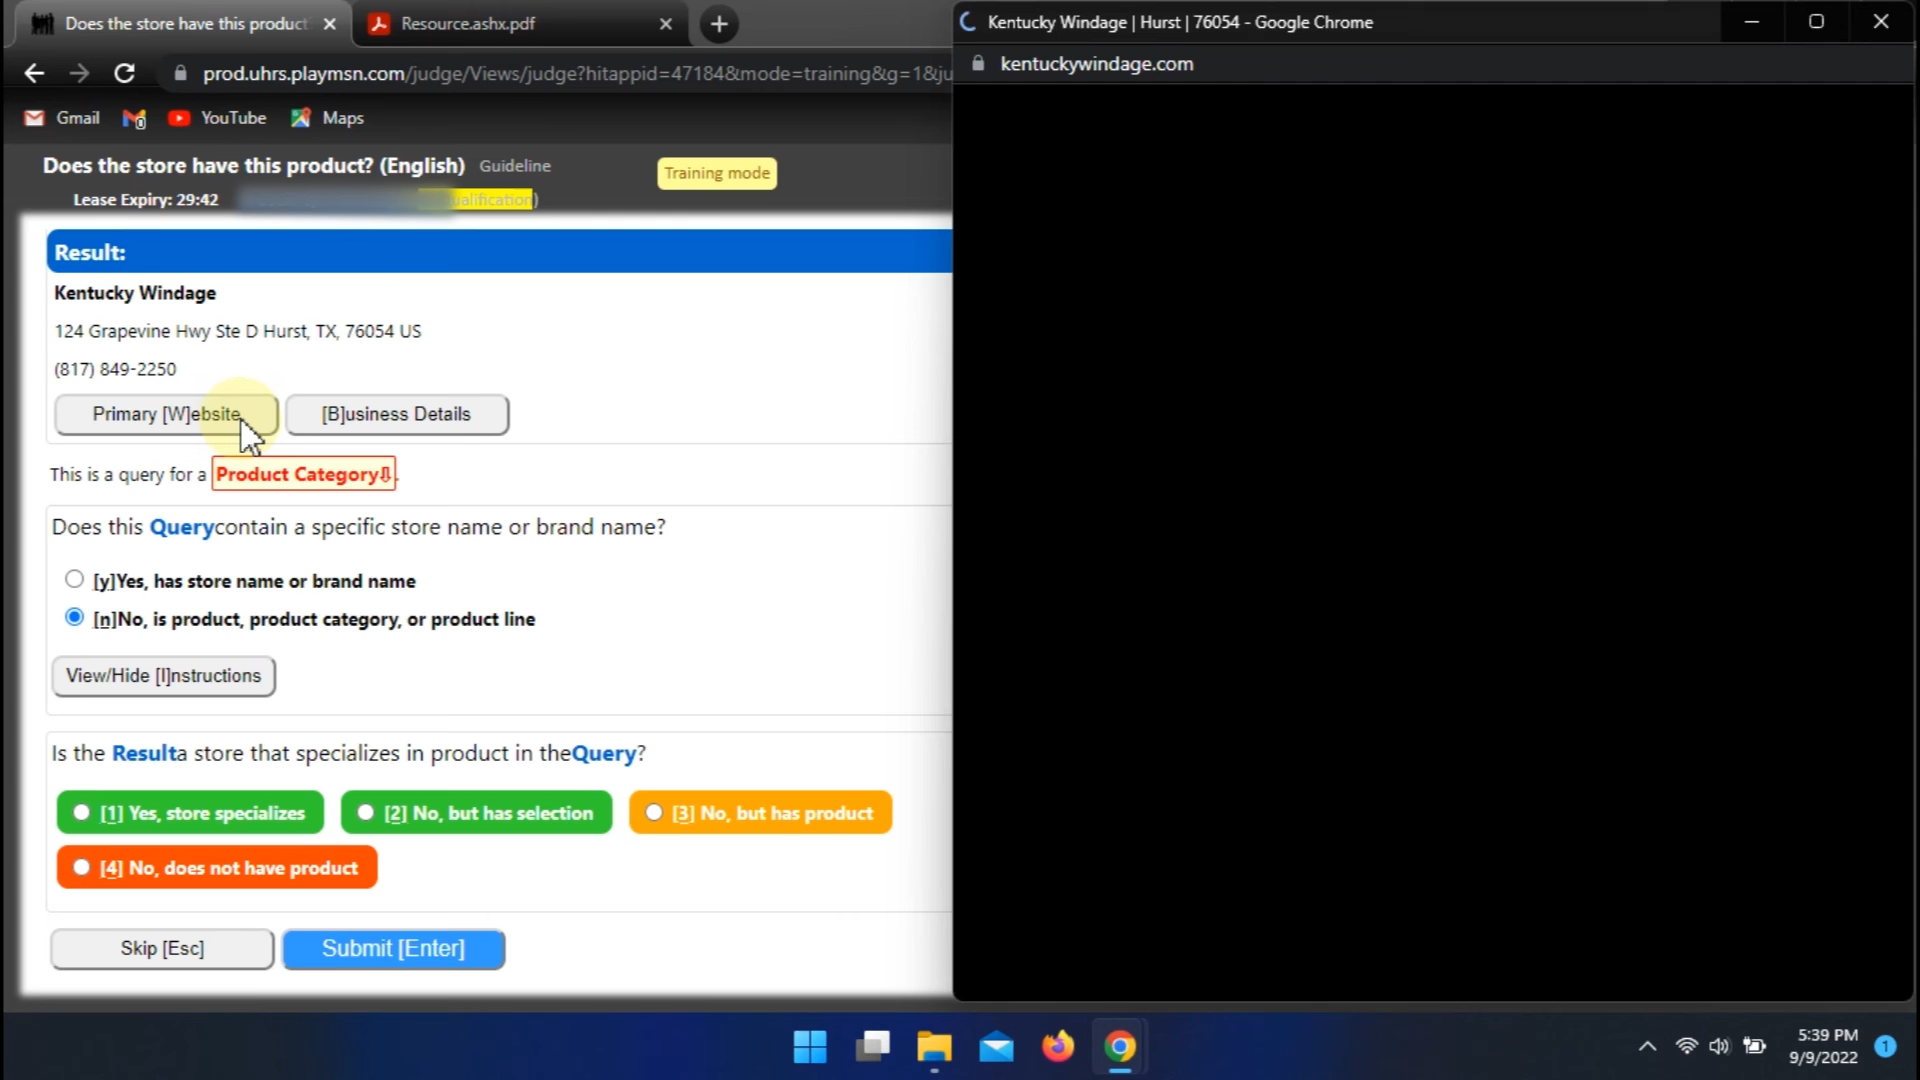 Does the store have this product
Resource.ashx.pdf
prod.uhrs.playmsn.com/judge/Views/judge?hitappid=47184&mode=training&g=1&ju
Gmail
YouTube
Maps
Does the store have this product? (English) Guideline
Training mode
Lease Expiry: 29:42
ualification)
Result:
Kentucky Windage
124 Grapevine Hwy Ste D Hurst, TX, 76054 US
(817) 849-2250
Primary [W]ebsite
[B]usiness Details
This is a query for a Product Category⇩.
Does this Querycontain a specific store name or brand name?
[y]Yes, has store name or brand name
[n]No, is product, product category, or product line
View/Hide [I]nstructions
Is the Resulta store that specializes in product in theQuery?
[1] Yes, store specializes
[2] No, but has selection
[3] No, but has product
[4] No, does not have product
Skip [Esc]
Submit [Enter]
Kentucky Windage | Hurst | 76054 - Google Chrome
kentuckywindage.com
5:39 PM
9/9/2022
1